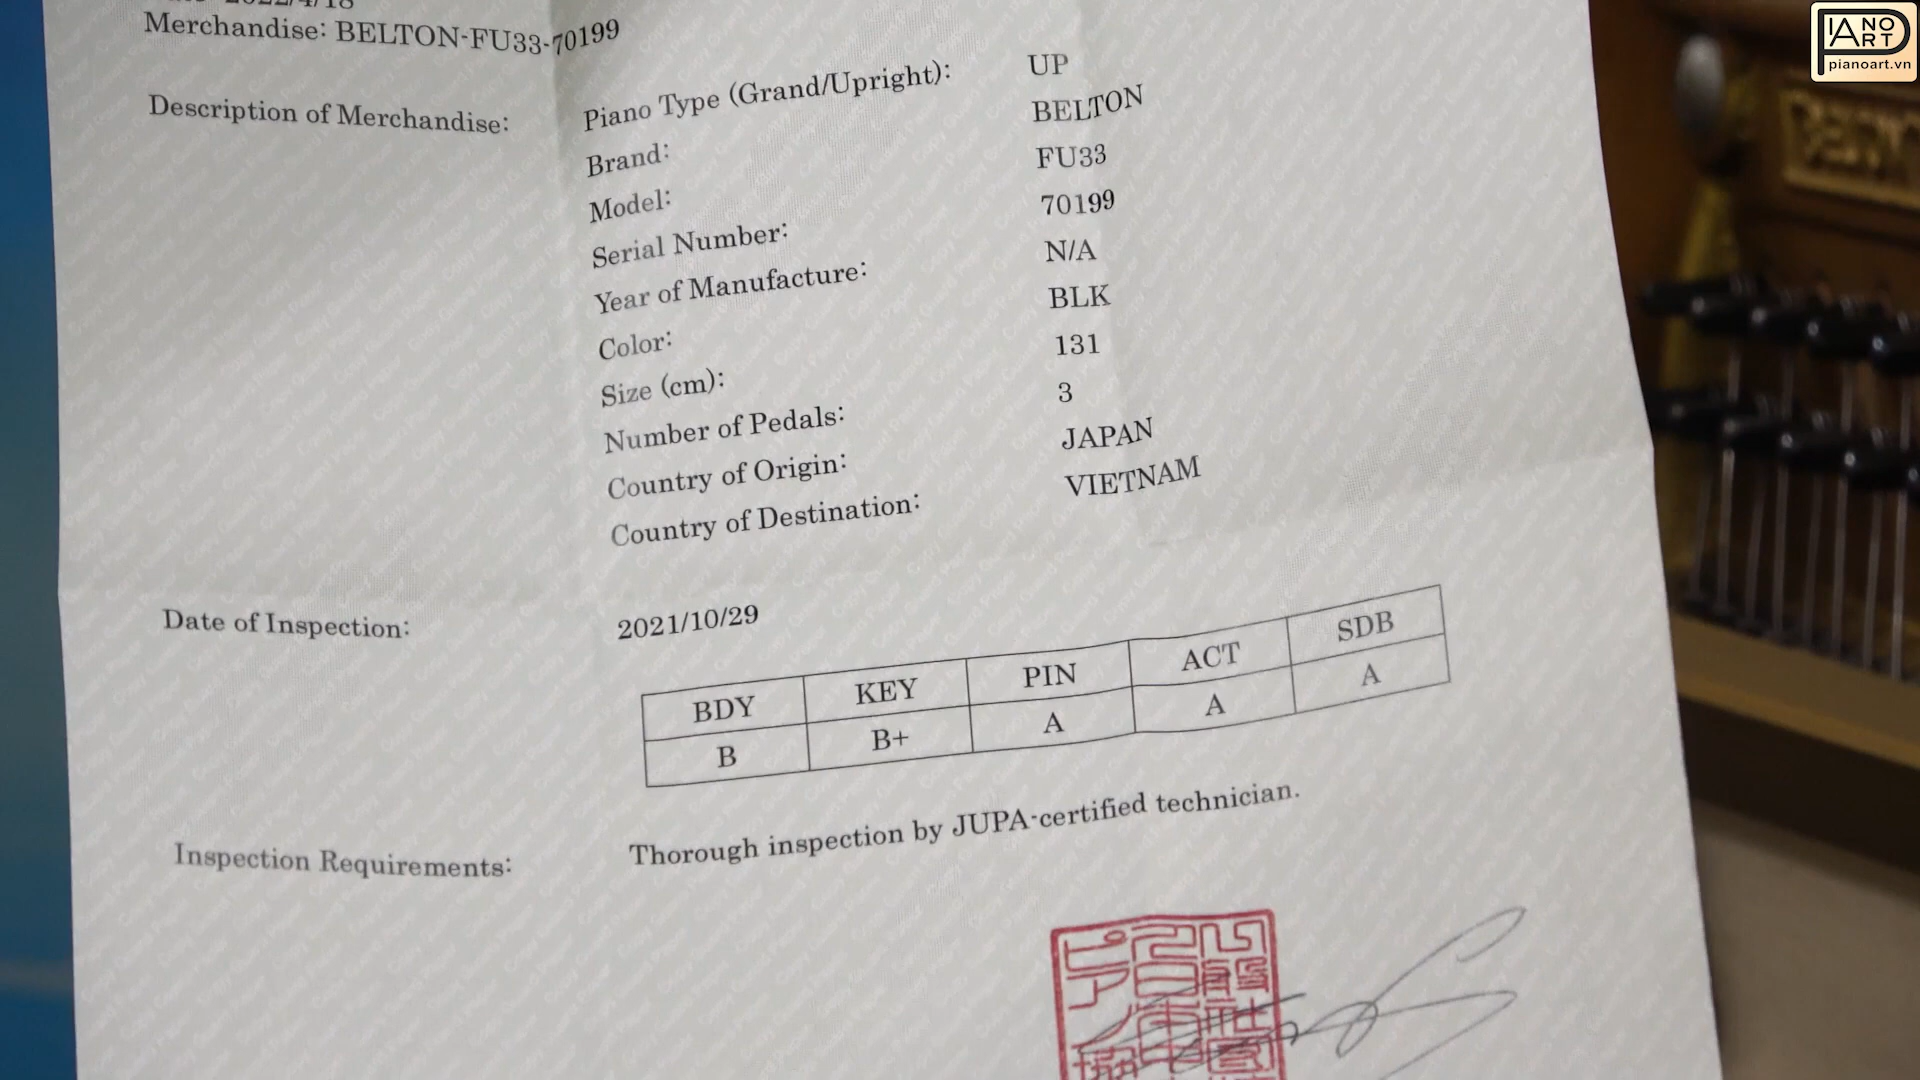 PIANO ART
pianoart.vn
2022/4/18
Merchandise: BELTON-FU33-70199
Description of Merchandise:
Piano Type (Grand/Upright): UP
Brand: BELTON
Model: FU33
Serial Number: 70199
Year of Manufacture: N/A
Color: BLK
Size (cm): 131
Number of Pedals: 3
Country of Origin: JAPAN
Country of Destination: VIETNAM
Date of Inspection: 2021/10/29
BDY KEY PIN ACT SDB
B B+ A A A
Inspection Requirements: Thorough inspection by JUPA-certified technician.